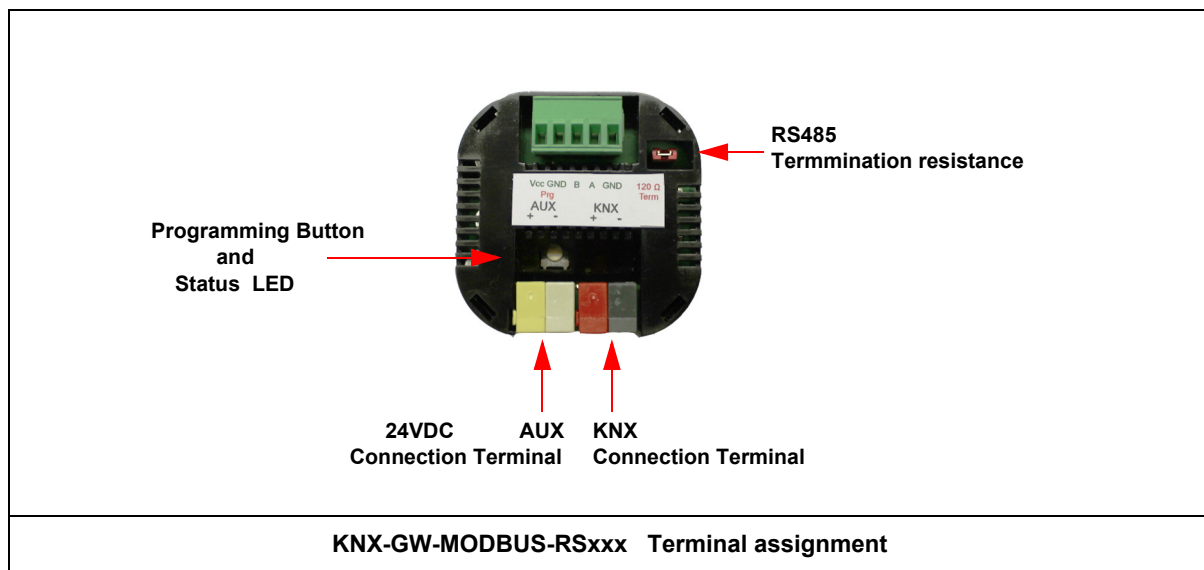 RS485
Termmination resistance
Vcc GND B A GND 120 Ω
Prg Term
AUX KNX
+ - + -
Programming Button
and
Status LED
24VDC AUX KNX
Connection Terminal Connection Terminal
KNX-GW-MODBUS-RSxxx Terminal assignment